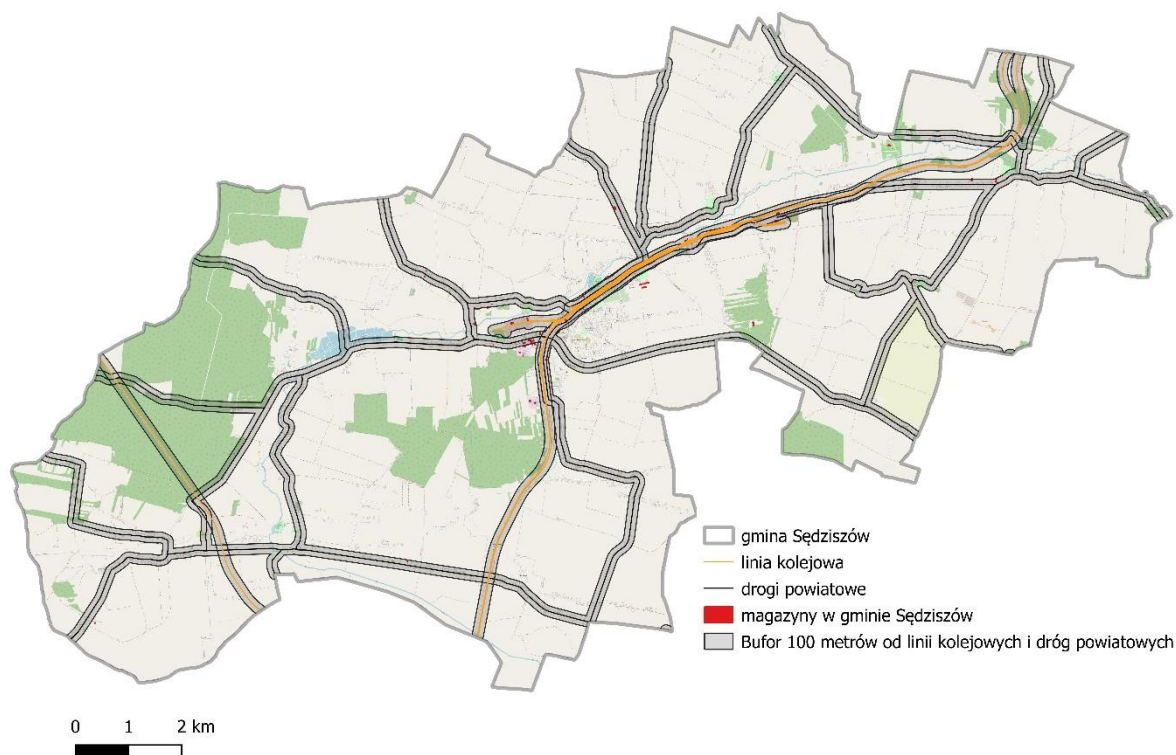 gmina Sędziszów
linia kolejowa
drogi powiatowe
magazyny w gminie Sędziszów
Bufor 100 metrów od linii kolejowych i dróg powiatowych
0 1 2 km